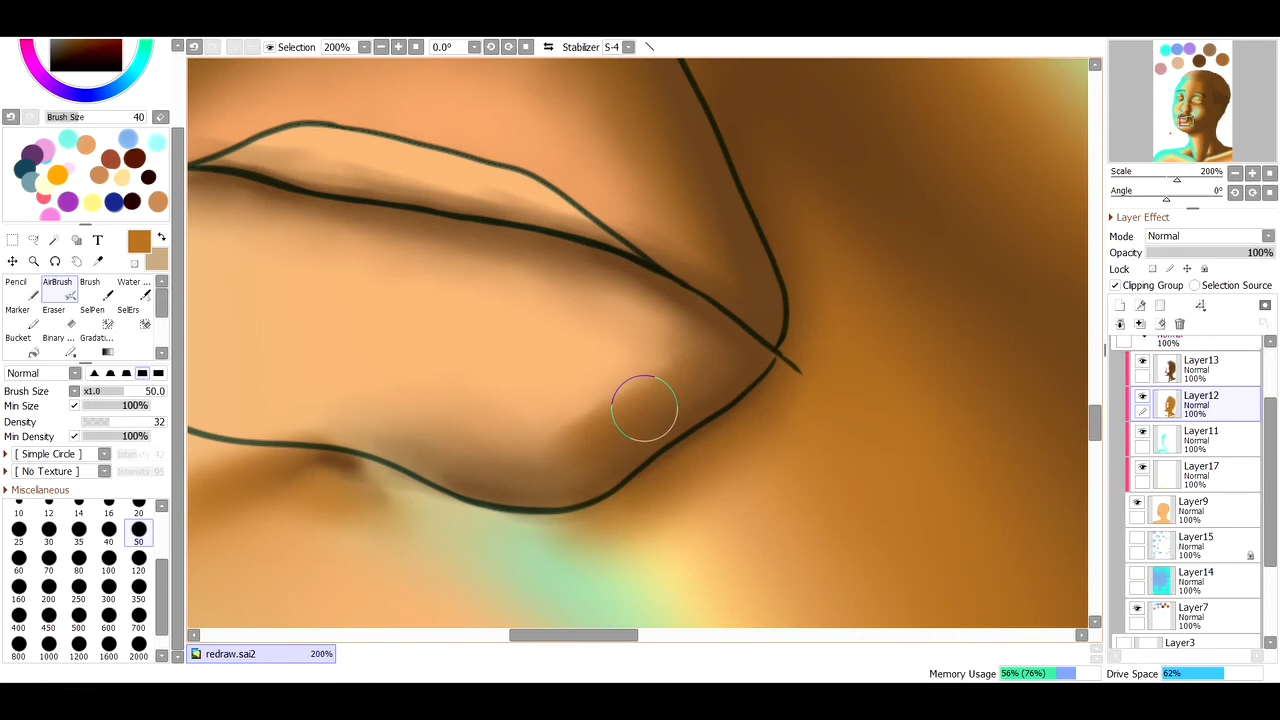 Selection 200% 0.0° Stabilizer S-4
Brush Size 40
T
Pencil AirBrush Brush Water ...
Marker Eraser SelPen SelErs
Bucket Binary ... Gradati...
Normal
Brush Size x1.0 50.0
Min Size 100%
Density 32
Min Density 100%
[ Simple Circle ] Intensity 42
[ No Texture ] Intensity 95
Miscellaneous
10 12 14 16 20
25 30 35 40 50
60 70 80 100 120
160 200 250 300 350
400 450 500 600 700
800 1000 1200 1600 2000
redraw.sai2 200%
Scale 200%
Angle 0°
Layer Effect
Mode Normal
Opacity 100%
Lock
Clipping Group Selection Source
100%
Layer13
Normal
100%
Layer12
Normal
100%
Layer11
Normal
100%
Layer17
Normal
100%
Layer9
Normal
100%
Layer15
Normal
100%
Layer14
Normal
100%
Layer7
Normal
100%
Layer3
Memory Usage 56% (76%) Drive Space 62%